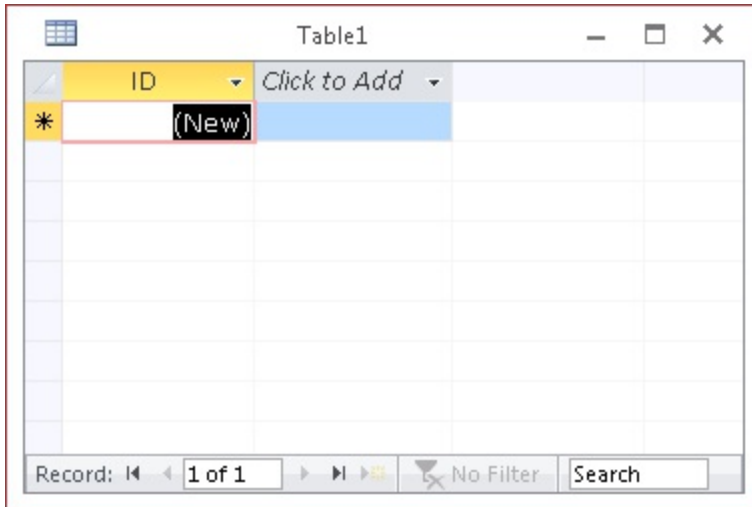 Table1
ID Click to Add
(New)
Record: 1 of 1 No Filter Search